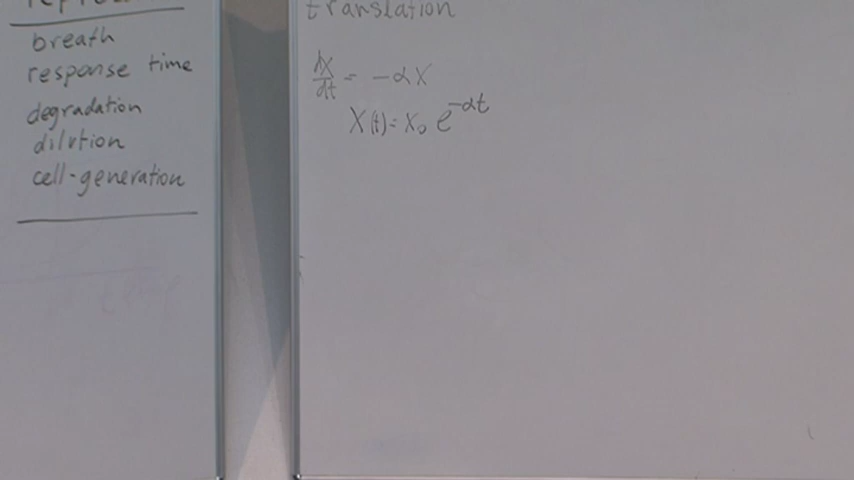 breath
response time
degradation
dilution
cell-generation
translation
dX/dt = -αX
X(t) = X₀ e^-αt